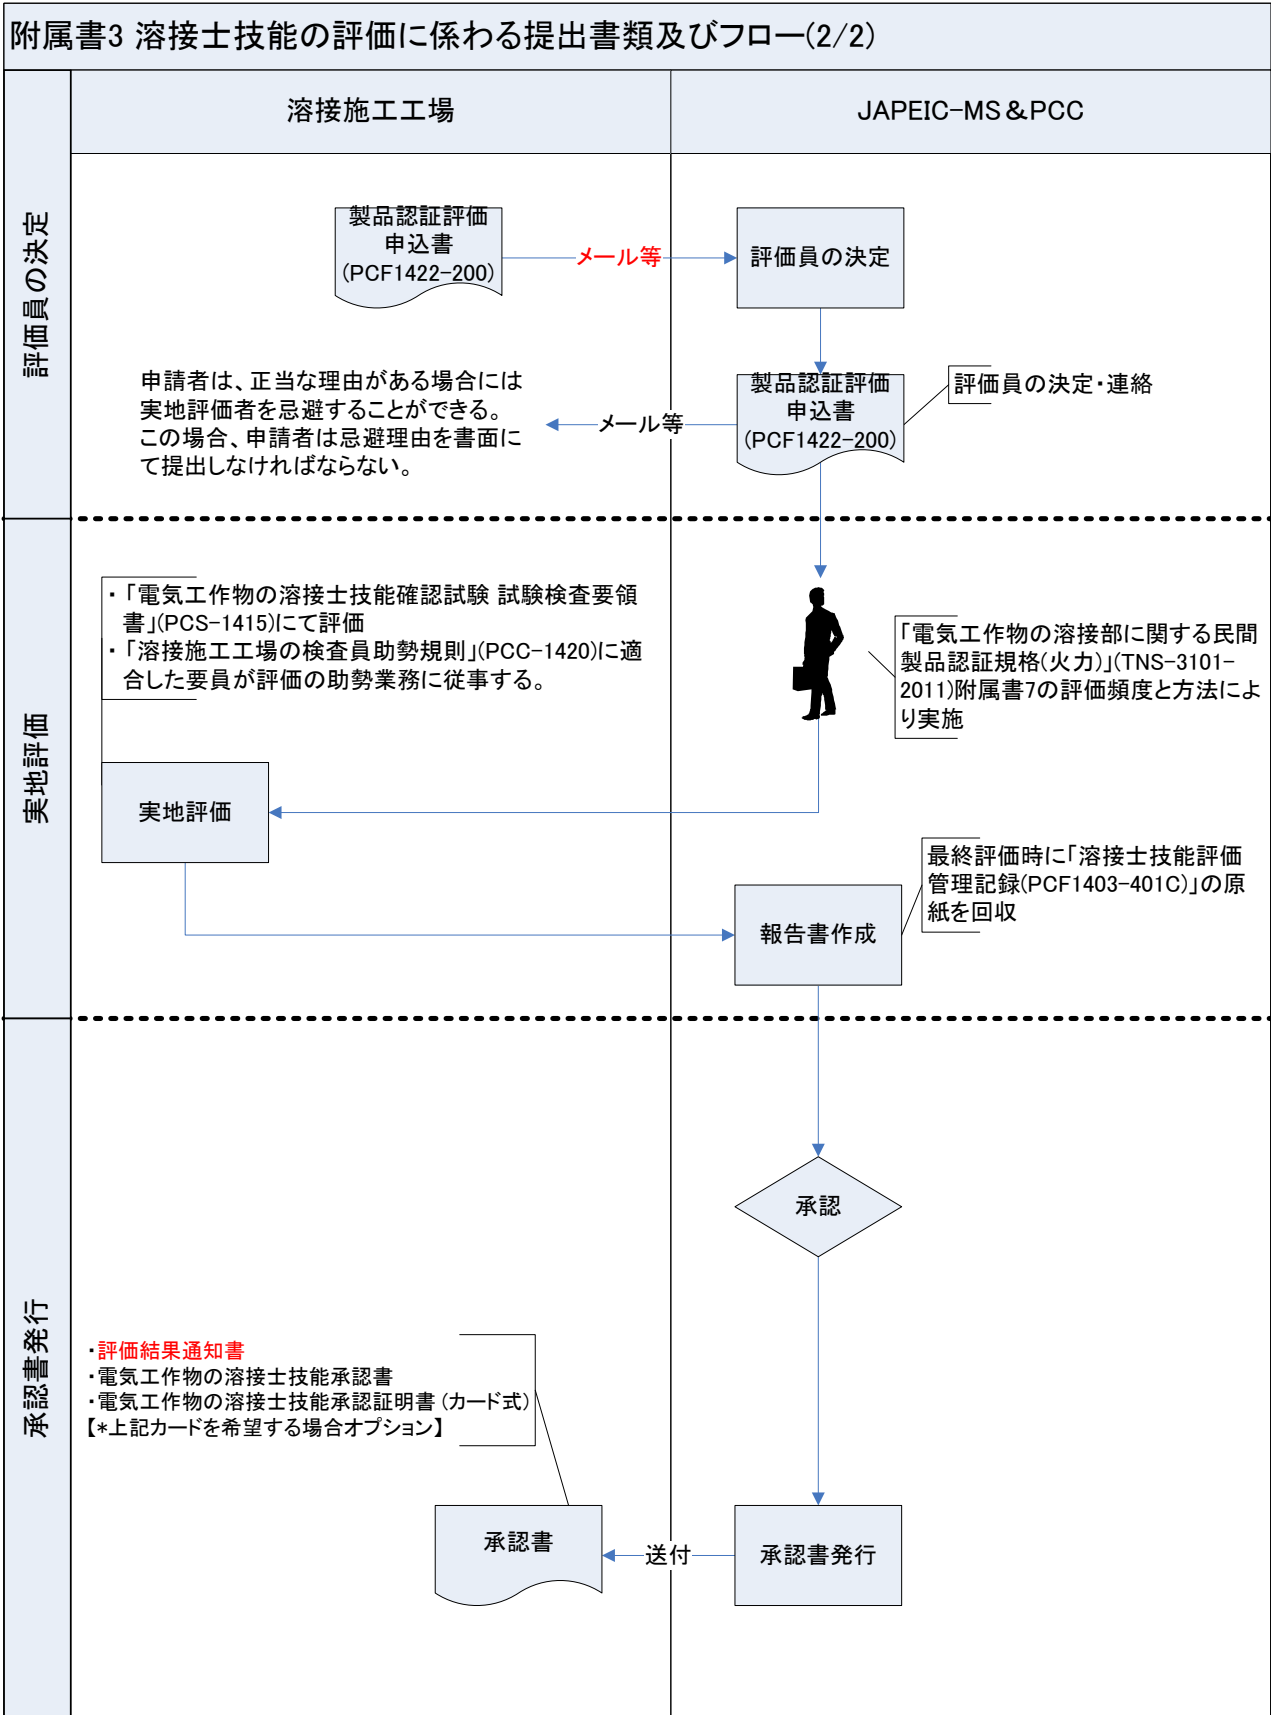 附属書3 溶接士技能の評価に係わる提出書類及びフロー(2/2)
溶接施工工場
JAPEIC-MS&PCC
評価員の決定
製品認証評価
申込書
(PCF1422-200)
メール等
評価員の決定
申請者は、正当な理由がある場合には
実地評価者を忌避することができる。
この場合、申請者は忌避理由を書面に
て提出しなければならない。
メール等
製品認証評価
申込書
(PCF1422-200)
評価員の決定・連絡
実地評価
・「電気工作物の溶接士技能確認試験 試験検査要領
書」(PCS-1415)にて評価
・「溶接施工工場の検査員助勢規則」(PCC-1420)に適
合した要員が評価の助勢業務に従事する。
「電気工作物の溶接部に関する民間
製品認証規格(火力)」(TNS-3101-
2011)附属書7の評価頻度と方法によ
り実施
実地評価
最終評価時に「溶接士技能評価
管理記録(PCF1403-401C)」の原
紙を回収
報告書作成
承認書発行
承認
・評価結果通知書
・電気工作物の溶接士技能承認書
・電気工作物の溶接士技能承認証明書 (カード式)
【*上記カードを希望する場合オプション】
承認書
送付
承認書発行